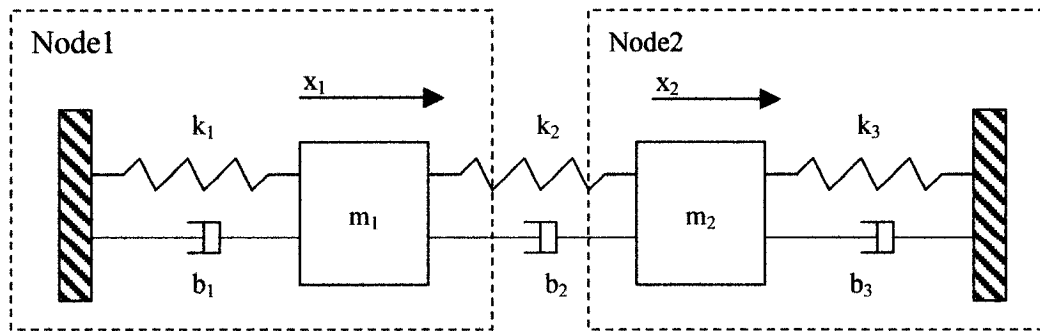 Node1
Node2
x₁
x₂
k₁
k₂
k₃
m₁
m₂
b₁
b₂
b₃